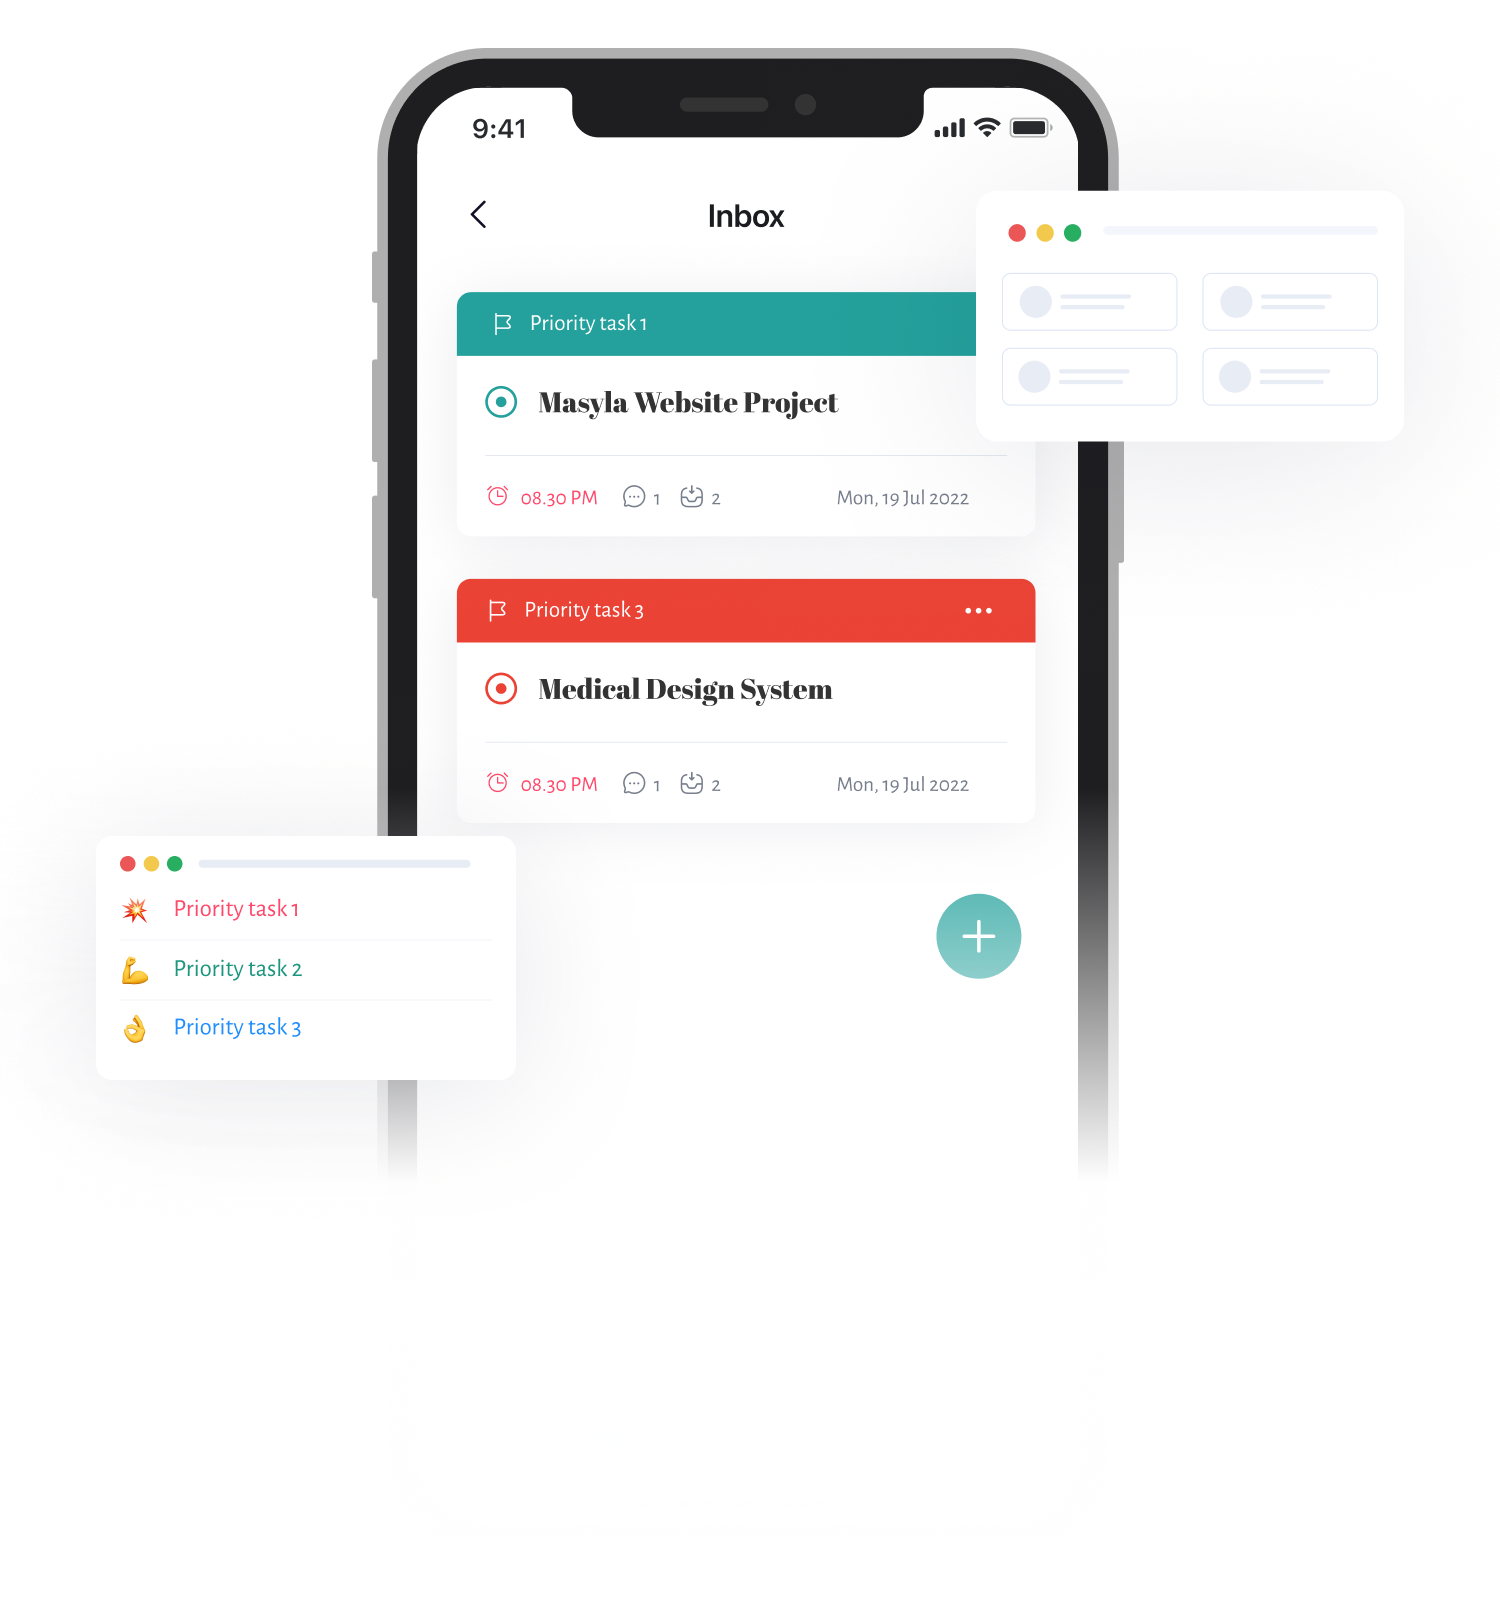 9:41
Inbox
Priority task 1
Masyla Website Project
08.30 PM 1 2 Mon, 19 Jul 2022
Priority task 3
Medical Design System
08.30 PM 1 2 Mon, 19 Jul 2022
Priority task 1
Priority task 2
Priority task 3